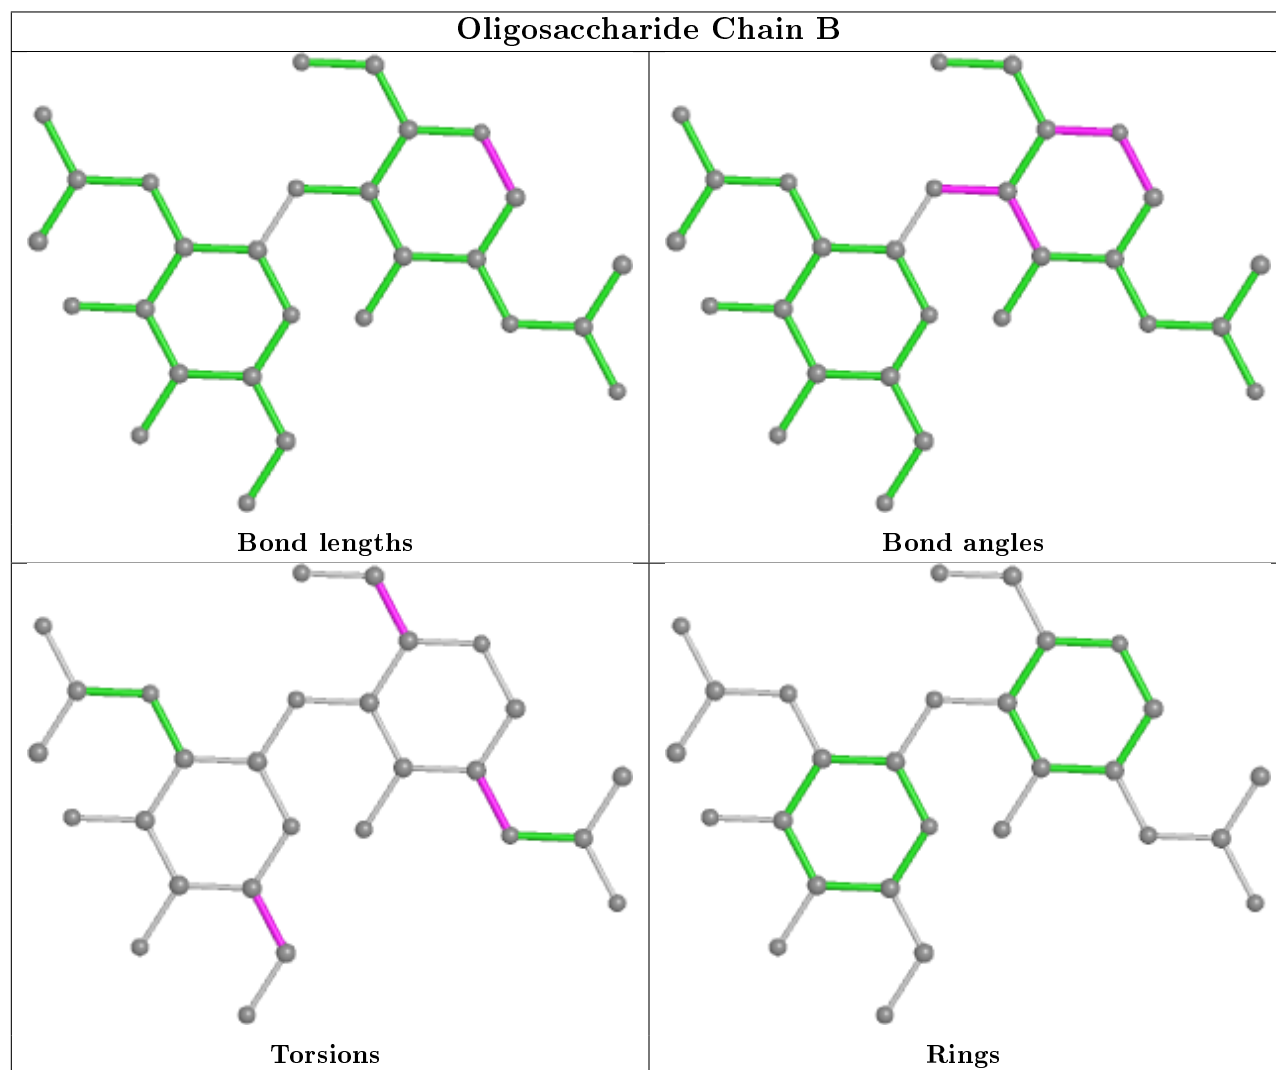 Oligosaccharide Chain B
Bond lengths
Bond angles
Torsions
Rings